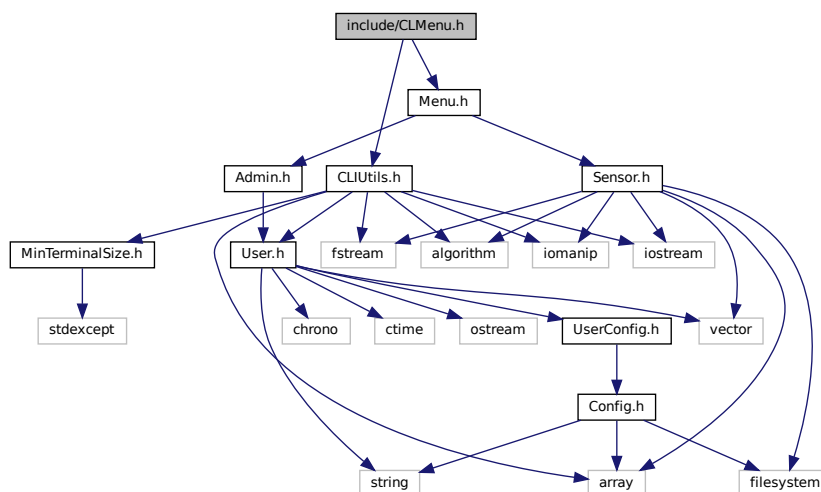 include/CLMenu.h
Menu.h
Admin.h
CLIUtils.h
Sensor.h
MinTerminalSize.h
User.h
fstream
algorithm
iomanip
iostream
stdexcept
chrono
ctime
ostream
UserConfig.h
vector
Config.h
string
array
filesystem